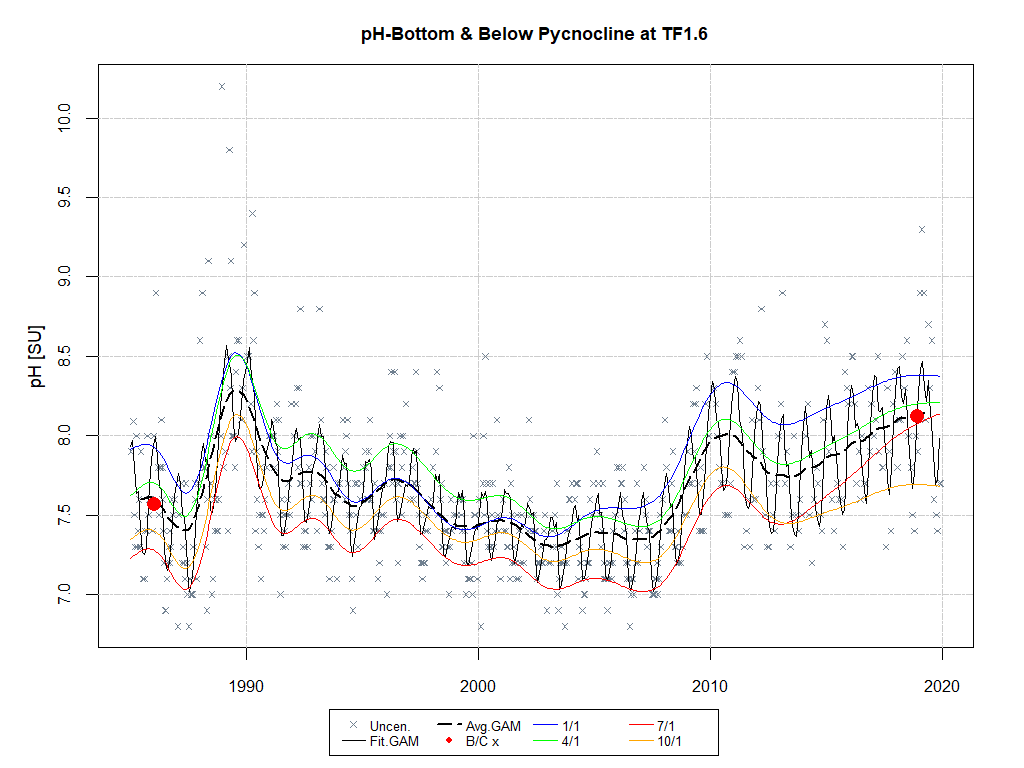 pH-Bottom & Below Pycnocline at TF1.6
pH [SU]
10.0
9.5
9.0
8.5
8.0
7.5
7.0
1990 2000 2010 2020
Uncen. Avg.GAM 1/1 7/1
Fit.GAM B/C x 4/1 10/1